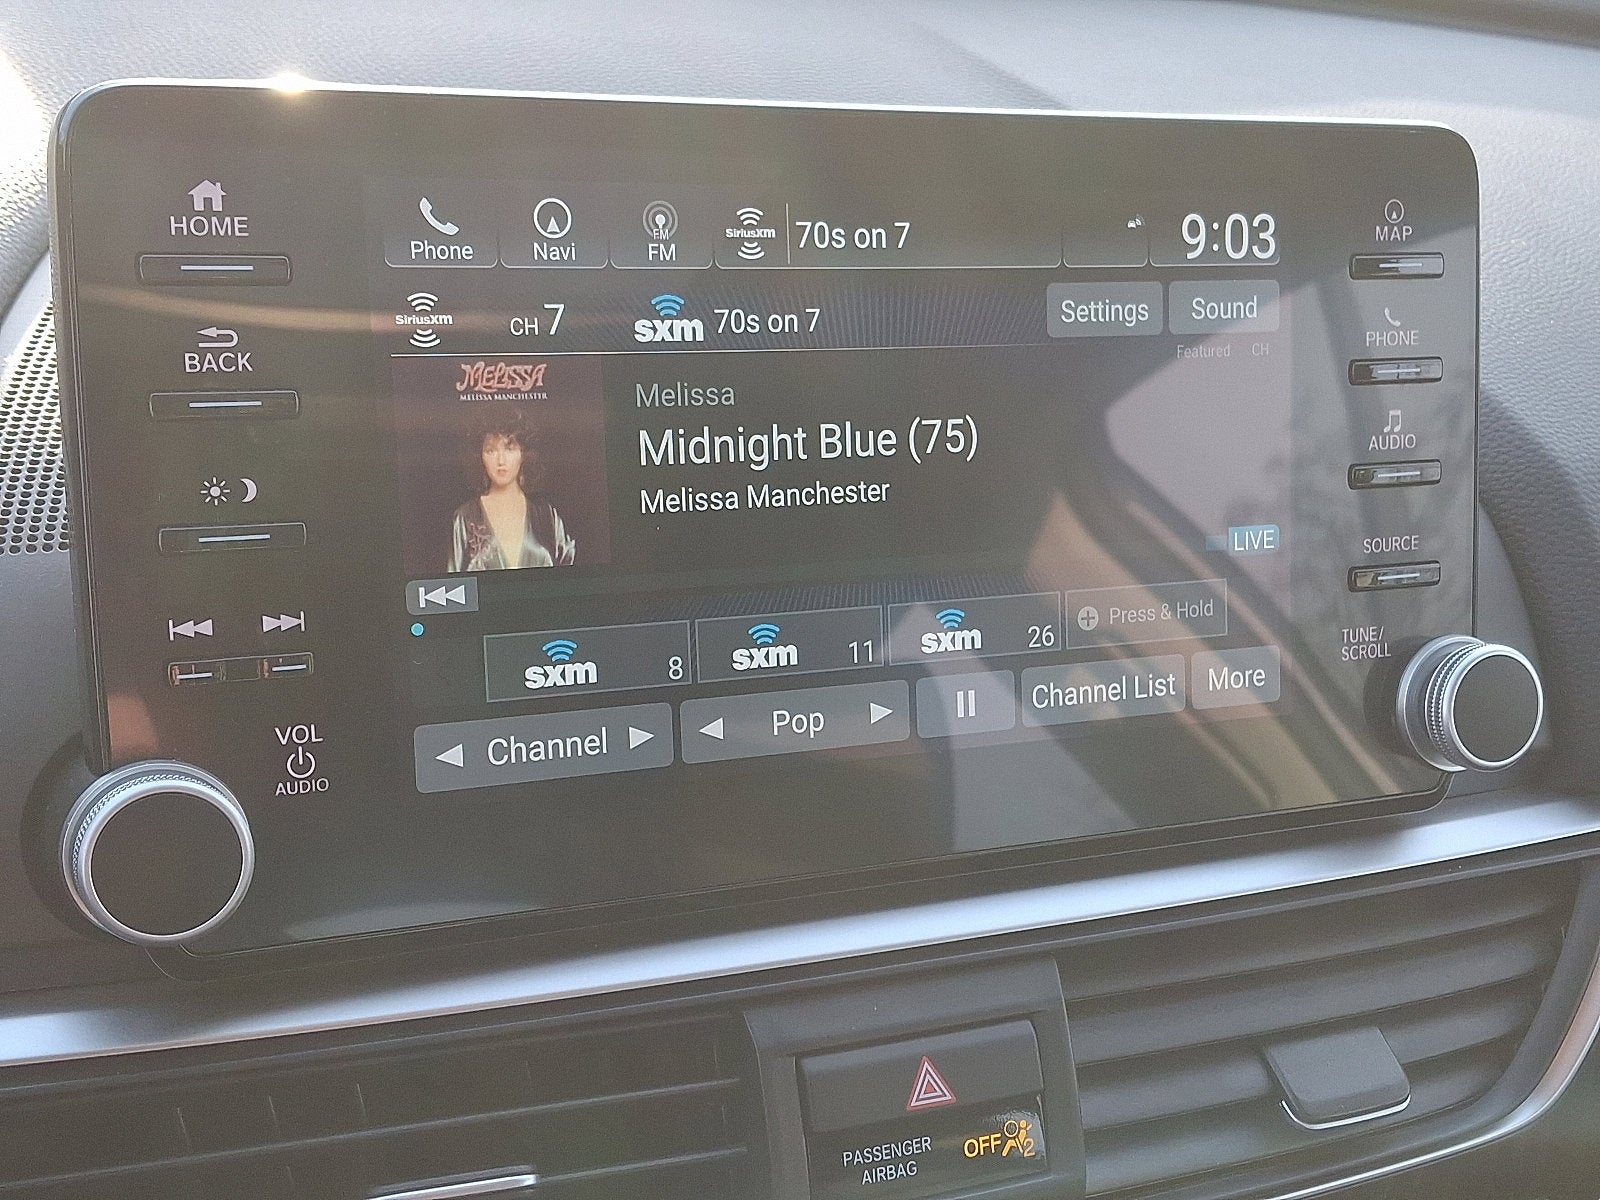 HOME
BACK
VOL
AUDIO
Phone
Navi
FM
FM
SiriusXM
70s on 7
9:03
SiriusXM
CH 7
sxm 70s on 7
Settings
Sound
Featured CH
MELISSA
MELISSA MANCHESTER
Melissa
Midnight Blue (75)
Melissa Manchester
LIVE
sxm 8
sxm 11
sxm 26
Press & Hold
Channel
Pop
Channel List
More
MAP
PHONE
AUDIO
SOURCE
TUNE/
SCROLL
PASSENGER
AIRBAG
OFF
2